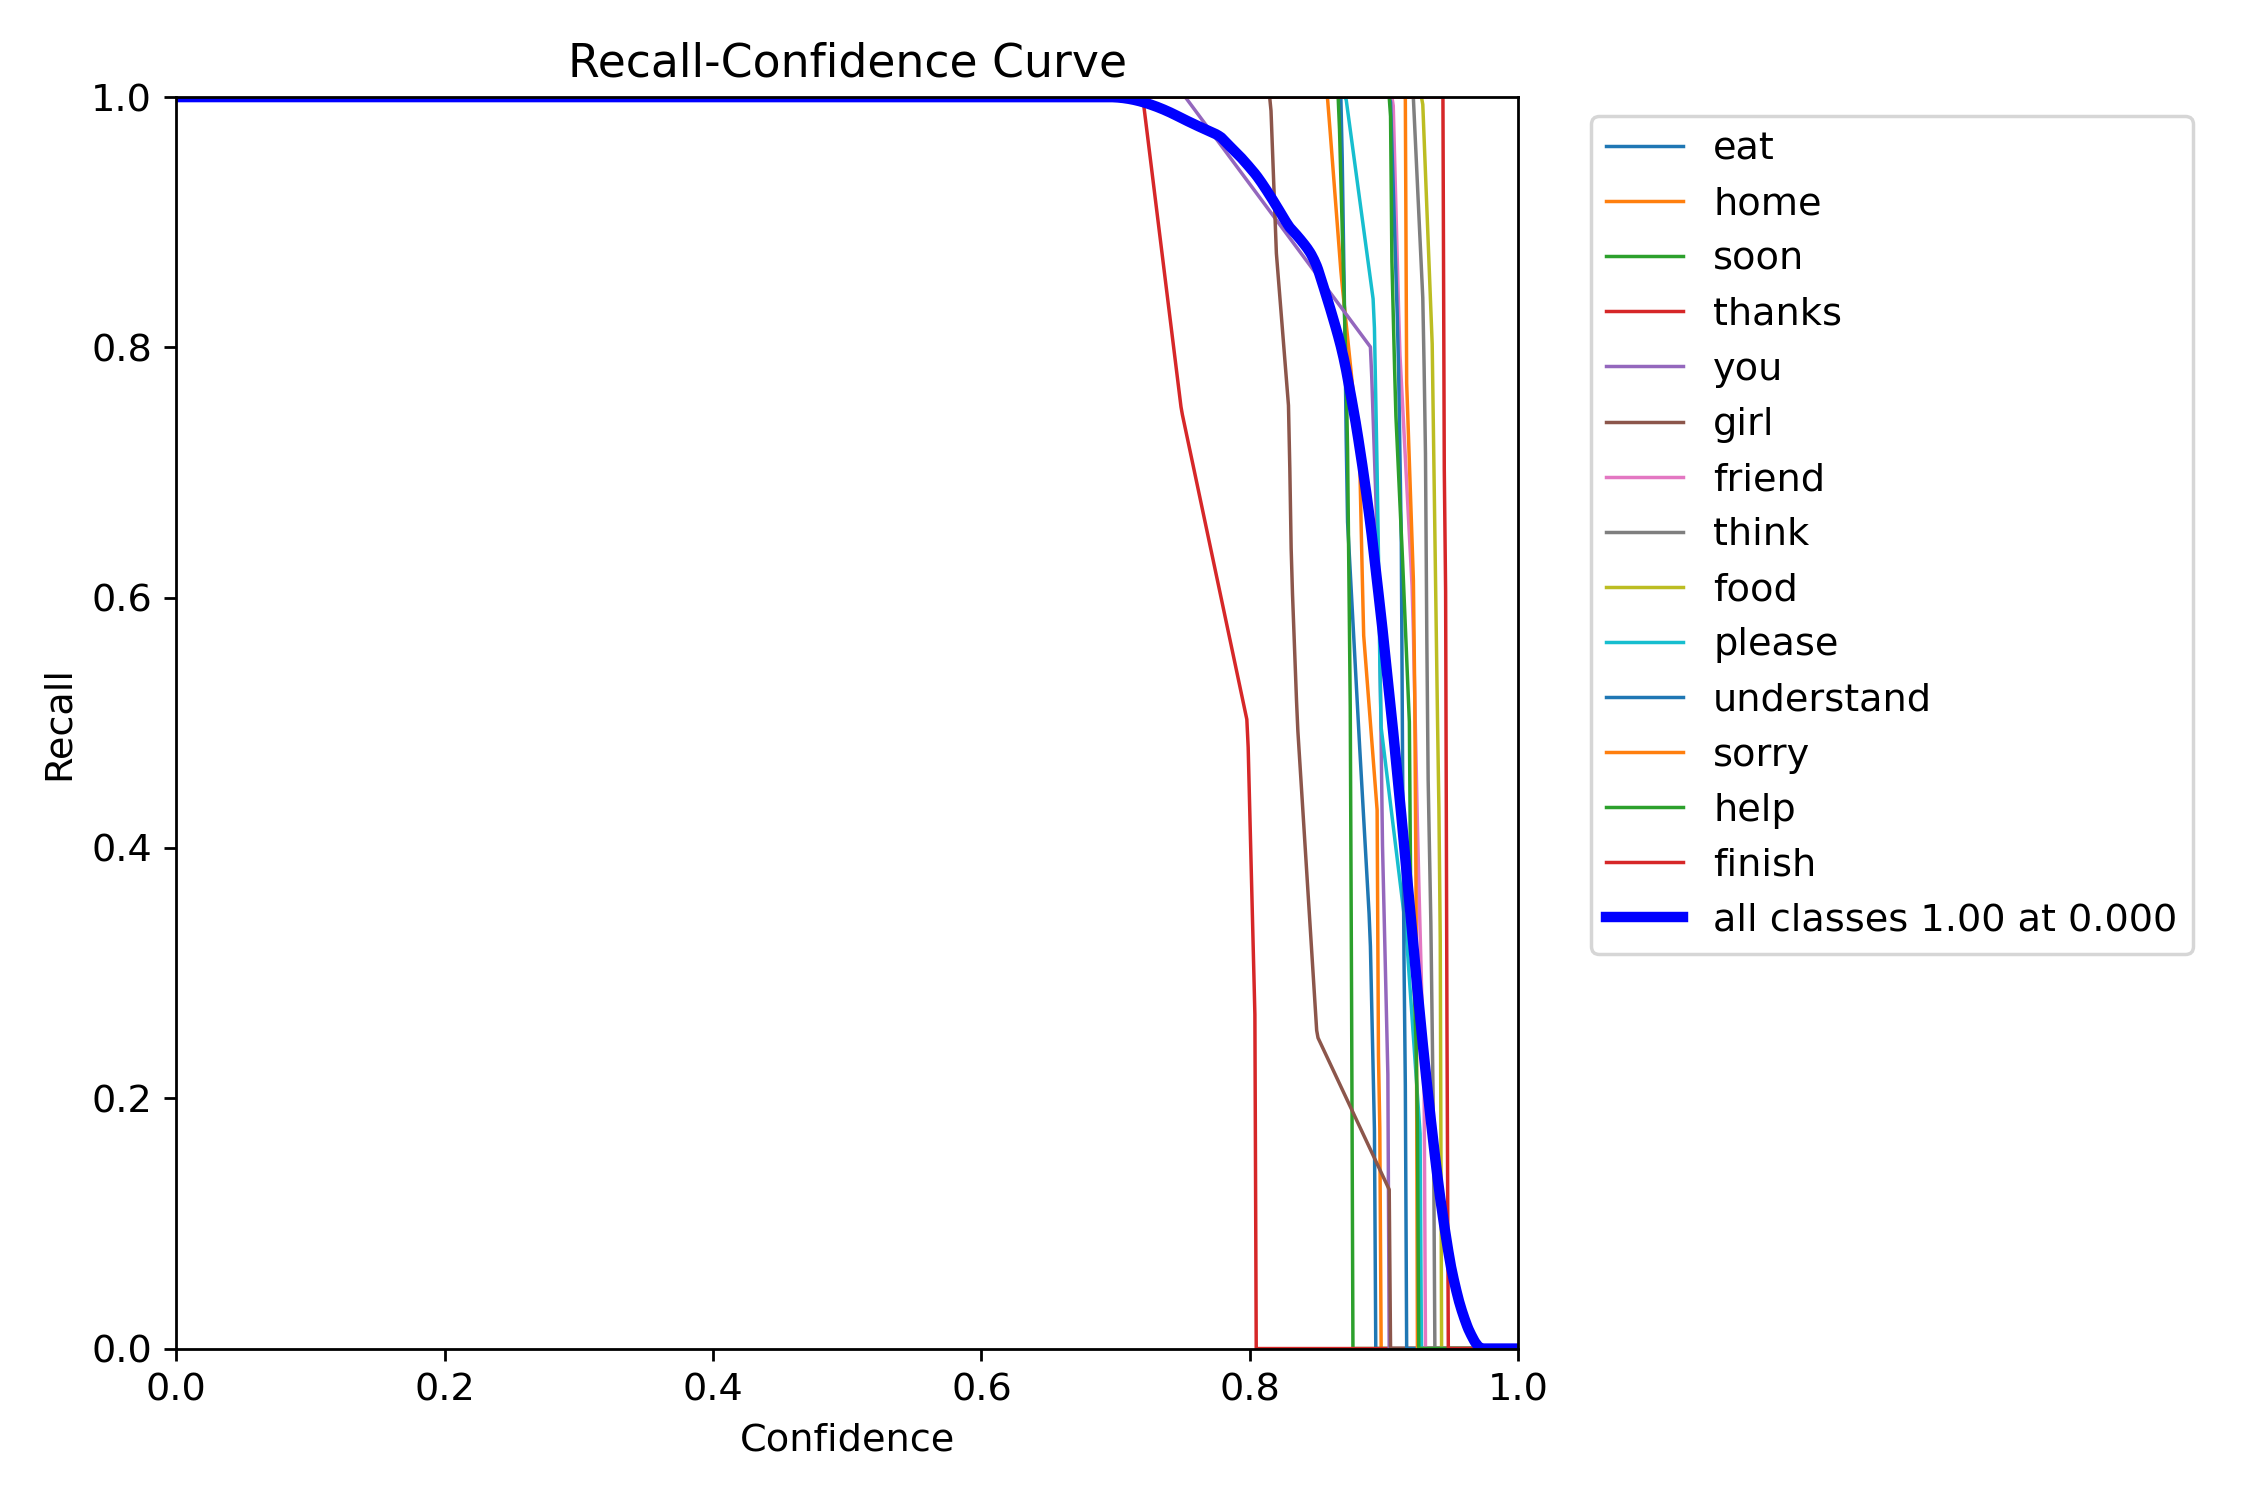 Recall-Confidence Curve
1.0
0.8
0.6
0.4
0.2
0.0
Recall
0.0 0.2 0.4 0.6 0.8 1.0
Confidence
eat
home
soon
thanks
you
girl
friend
think
food
please
understand
sorry
help
finish
all classes 1.00 at 0.000